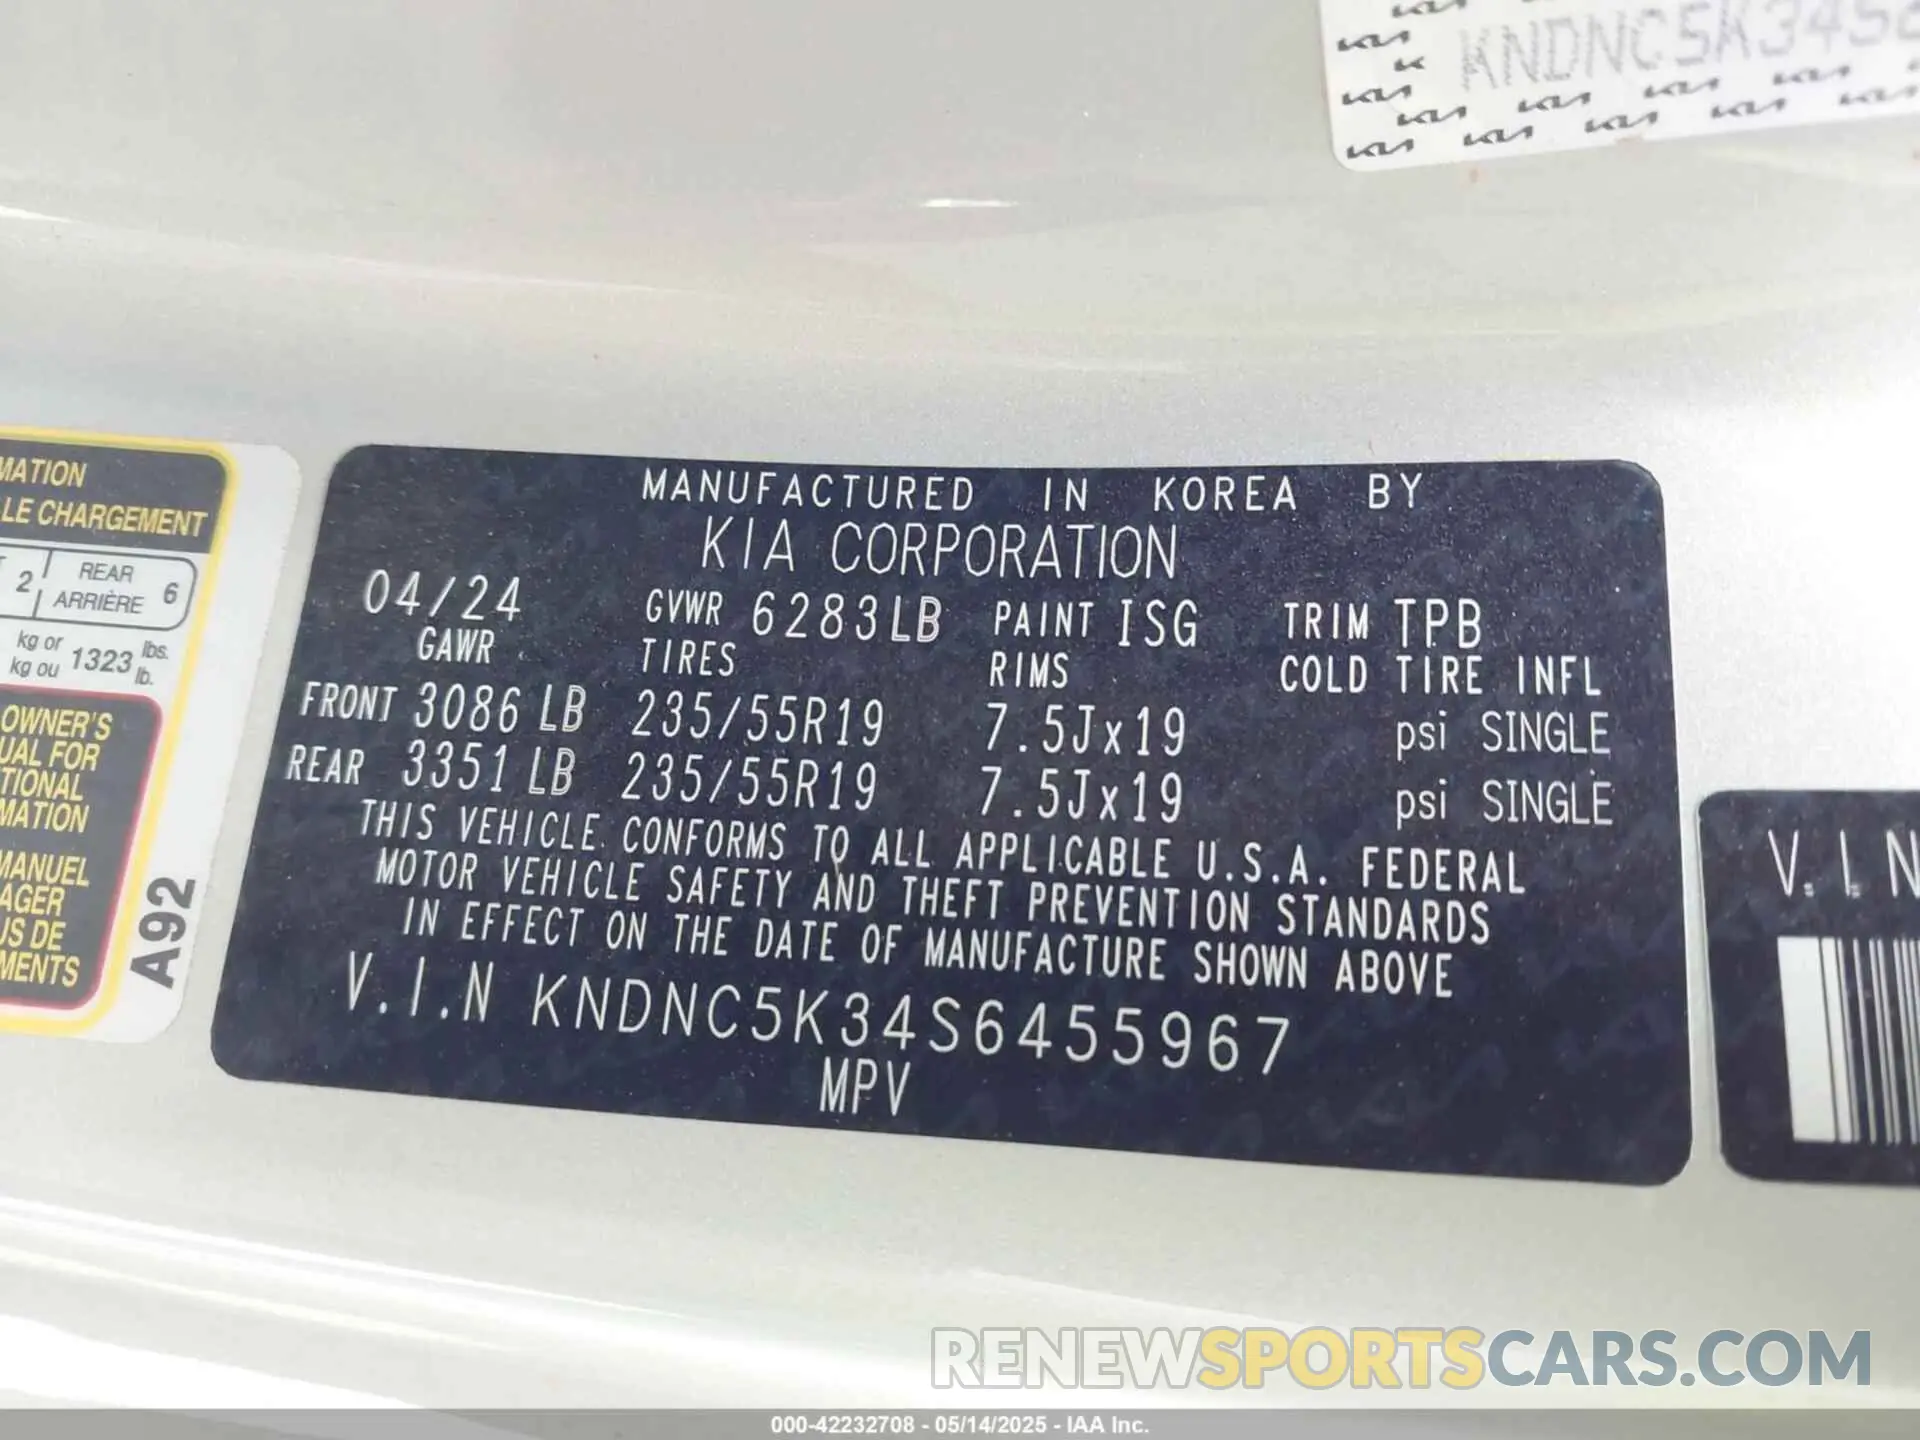 KNDNC5K34S6
MATION
LE CHARGEMENT
2 REAR 6
ARRIÈRE
kg or 1323 lbs.
kg ou lb.
OWNER'S
UAL FOR
TIONAL
MATION
MANUEL
AGER
US DE
MENTS
A92
MANUFACTURED IN KOREA BY
KIA CORPORATION
04/24 GVWR 6283LB PAINT ISG TRIM TPB
GAWR TIRES RIMS COLD TIRE INFL
FRONT 3086 LB 235/55R19 7.5Jx19 psi SINGLE
REAR 3351 LB 235/55R19 7.5Jx19 psi SINGLE
THIS VEHICLE CONFORMS TO ALL APPLICABLE U.S.A. FEDERAL
MOTOR VEHICLE SAFETY AND THEFT PREVENTION STANDARDS
IN EFFECT ON THE DATE OF MANUFACTURE SHOWN ABOVE
V.I.N KNDNC5K34S6455967
MPV
V.I.N
RENEWSPORTSCARS.COM
000-42232708 - 05/14/2025 - IAA Inc.